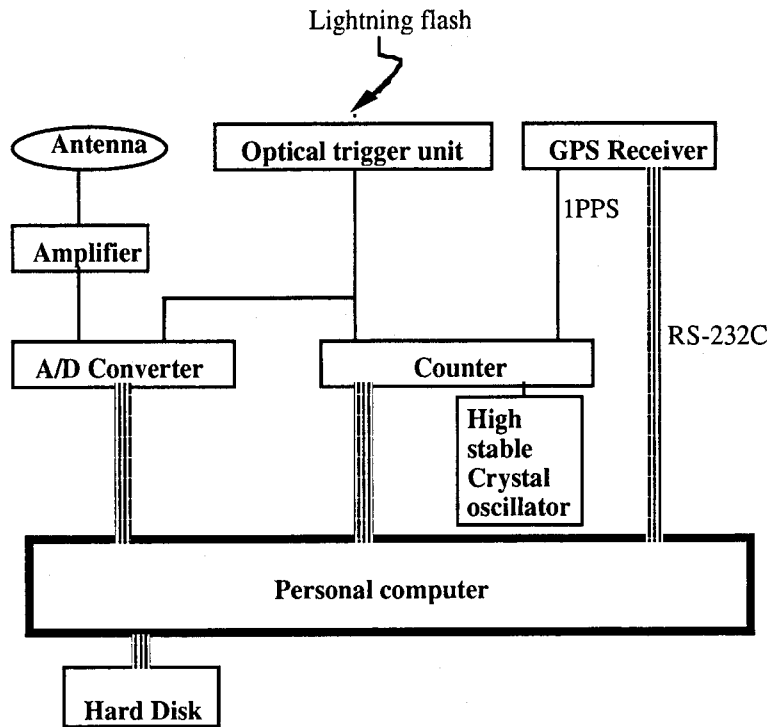 Lightning flash
Antenna
Optical trigger unit
GPS Receiver
1PPS
Amplifier
RS-232C
A/D Converter
Counter
High
stable
Crystal
oscillator
Personal computer
Hard Disk